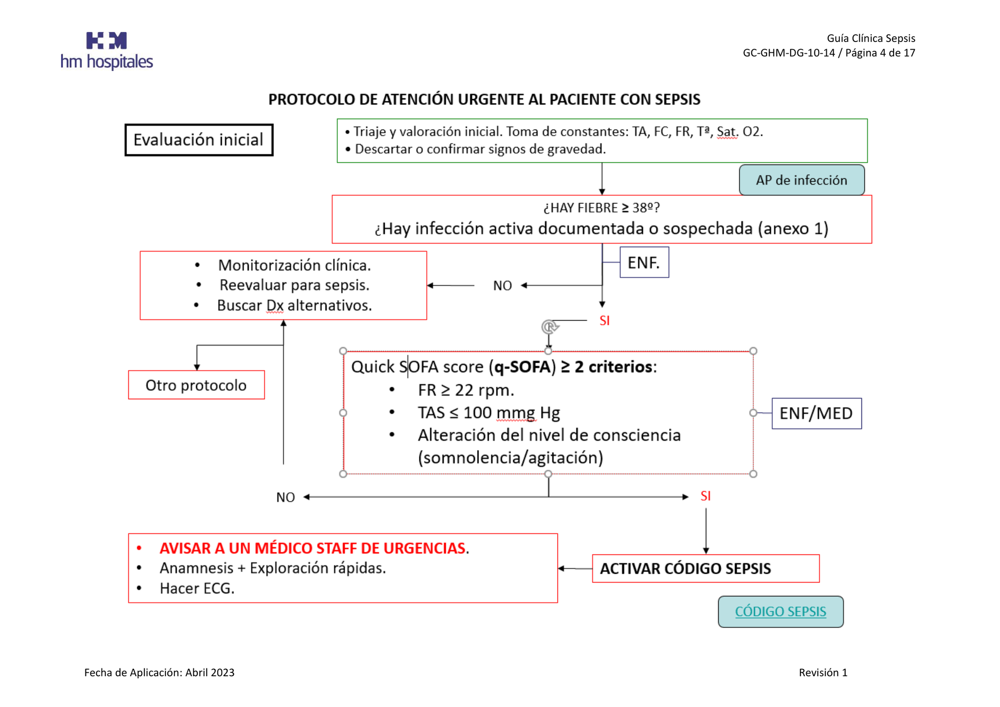 hm hospitales
Guía Clínica Sepsis
GC-GHM-DG-10-14 / Página 4 de 17
PROTOCOLO DE ATENCIÓN URGENTE AL PACIENTE CON SEPSIS
Evaluación inicial
• Triaje y valoración inicial. Toma de constantes: TA, FC, FR, Tª, Sat. O2.
• Descartar o confirmar signos de gravedad.
AP de infección
¿HAY FIEBRE ≥ 38º?
¿Hay infección activa documentada o sospechada (anexo 1)
ENF.
• Monitorización clínica.
• Reevaluar para sepsis.
• Buscar Dx alternativos.
NO
SI
Otro protocolo
Quick SOFA score (q-SOFA) ≥ 2 criterios:
• FR ≥ 22 rpm.
• TAS ≤ 100 mmg Hg
• Alteración del nivel de consciencia
(somnolencia/agitación)
ENF/MED
NO
SI
• AVISAR A UN MÉDICO STAFF DE URGENCIAS.
• Anamnesis + Exploración rápidas.
• Hacer ECG.
ACTIVAR CÓDIGO SEPSIS
CÓDIGO SEPSIS
Fecha de Aplicación: Abril 2023
Revisión 1